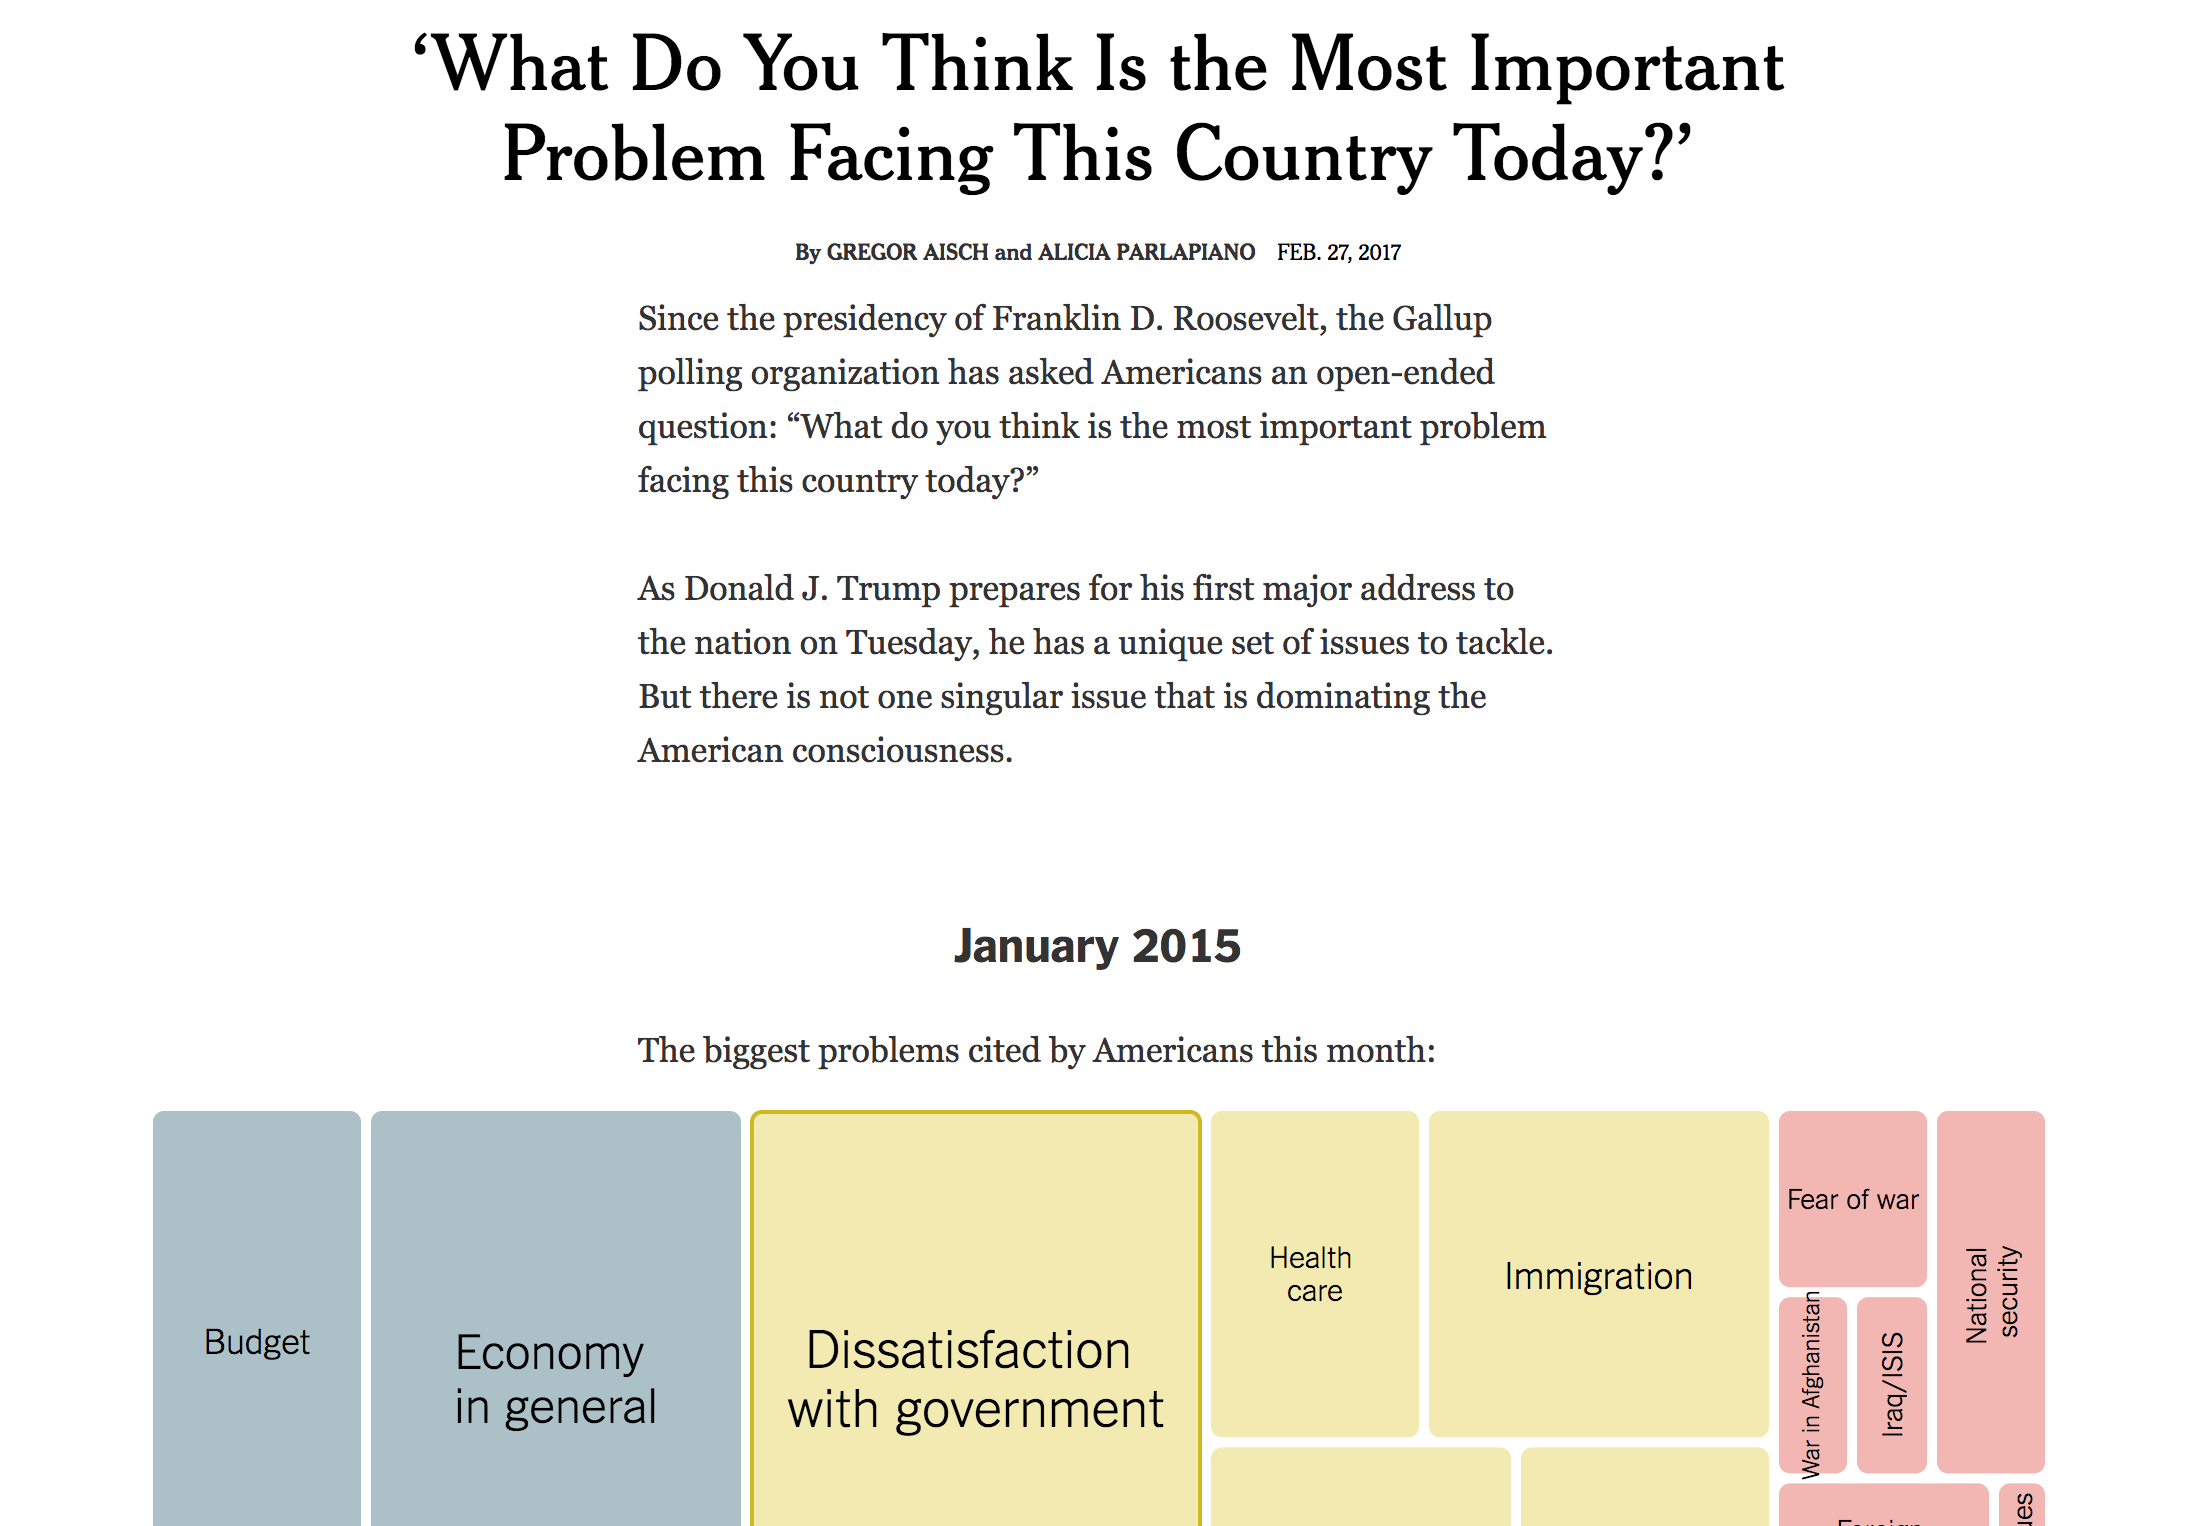 ‘What Do You Think Is the Most Important
Problem Facing This Country Today?’
By GREGOR AISCH and ALICIA PARLAPIANO FEB. 27, 2017
Since the presidency of Franklin D. Roosevelt, the Gallup
polling organization has asked Americans an open-ended
question: “What do you think is the most important problem
facing this country today?”
As Donald J. Trump prepares for his first major address to
the nation on Tuesday, he has a unique set of issues to tackle.
But there is not one singular issue that is dominating the
American consciousness.
January 2015
The biggest problems cited by Americans this month:
Budget
Economy
in general
Dissatisfaction
with government
Health
care
Immigration
Fear of war
War in Afghanistan
Iraq/ISIS
National
security